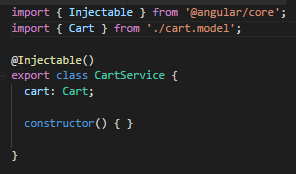 import { Injectable } from '@angular/core';
import { Cart } from './cart.model';
@Injectable()
export class CartService {
cart: Cart;
constructor() { }
}